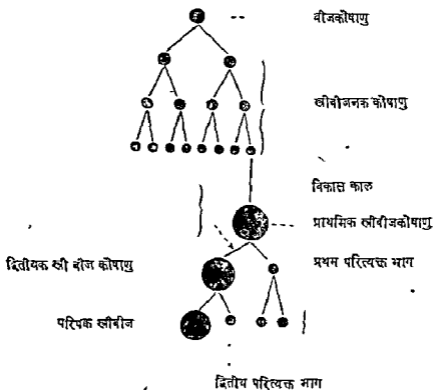 बीजकोषाणु
स्त्रीबीजनक कोषाणु
विकास काल
प्राथमिक स्त्रीबीजकोषाणु
द्वितीयक स्त्री बीज कोषाणु
प्रथम परित्यक्त भाग
परिपक्व स्त्रीबीज
द्वितीय परित्यक्त भाग